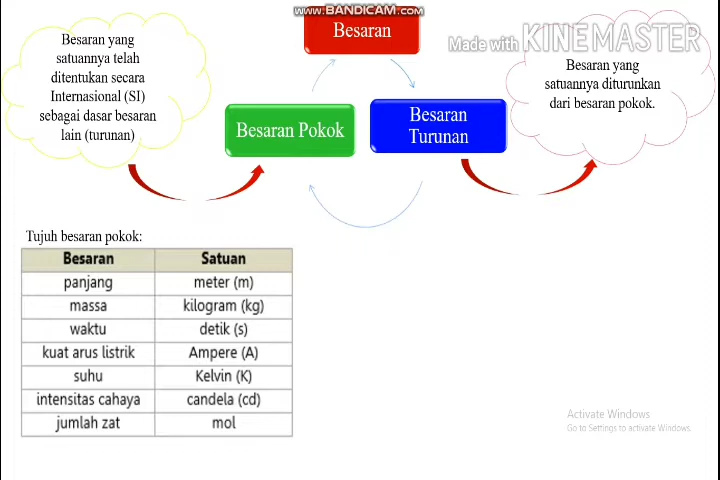 www.BANDICAM.com
Made with KINEMASTER
Besaran
Besaran yang
satuannya telah
ditentukan secara
Internasional (SI)
sebagai dasar besaran
lain (turunan)
Besaran Pokok
Besaran
Turunan
Besaran yang
satuannya diturunkan
dari besaran pokok.
Tujuh besaran pokok:
Besaran Satuan
panjang meter (m)
massa kilogram (kg)
waktu detik (s)
kuat arus listrik Ampere (A)
suhu Kelvin (K)
intensitas cahaya candela (cd)
jumlah zat mol
Activate Windows
Go to Settings to activate Windows.